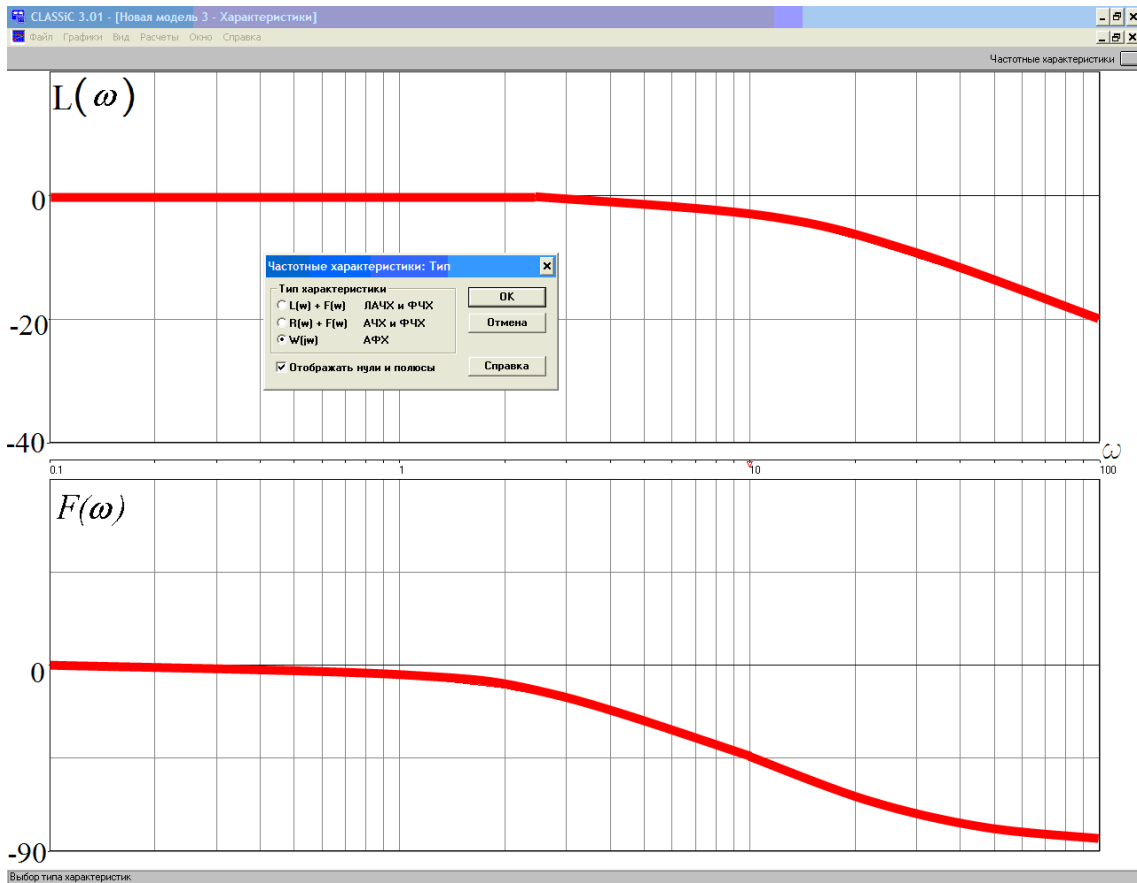 CLASSiC 3.01 - [Новая модель 3 - Характеристики]
Файл Графики Вид Расчеты Окно Справка
Частотные характеристики
L(ω)
0
-20
-40
Частотные характеристики: Тип
Тип характеристики
L(w) + F(w) ЛАЧХ и ФЧХ
R(w) + F(w) АЧХ и ФЧХ
W(jw) АФХ
Отображать нули и полюсы
OK
Отмена
Справка
ω
0.1 1 10 100
F(ω)
0
-90
Выбор типа характеристик